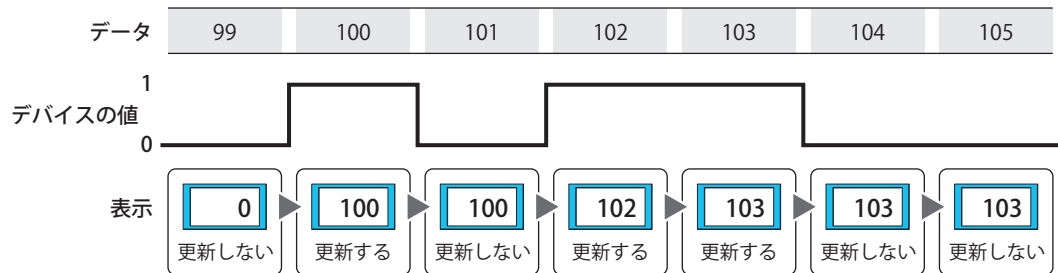 データ 99 100 101 102 103 104 105
1
デバイスの値
0
表示 0 100 100 102 103 103 103
更新しない 更新する 更新しない 更新する 更新する 更新しない 更新しない